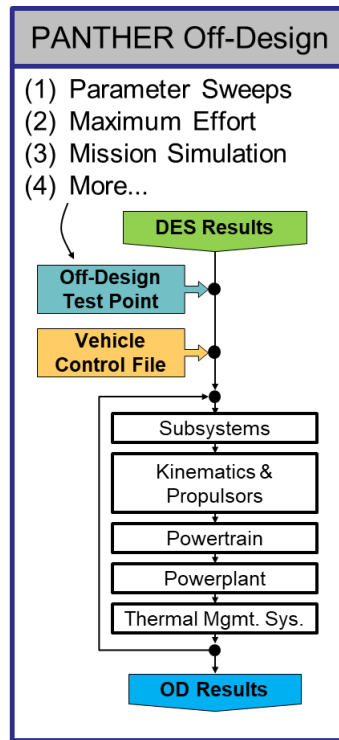 PANTHER Off-Design
(1) Parameter Sweeps
(2) Maximum Effort
(3) Mission Simulation
(4) More...
DES Results
Off-Design
Test Point
Vehicle
Control File
Subsystems
Kinematics &
Propulsors
Powertrain
Powerplant
Thermal Mgmt. Sys.
OD Results